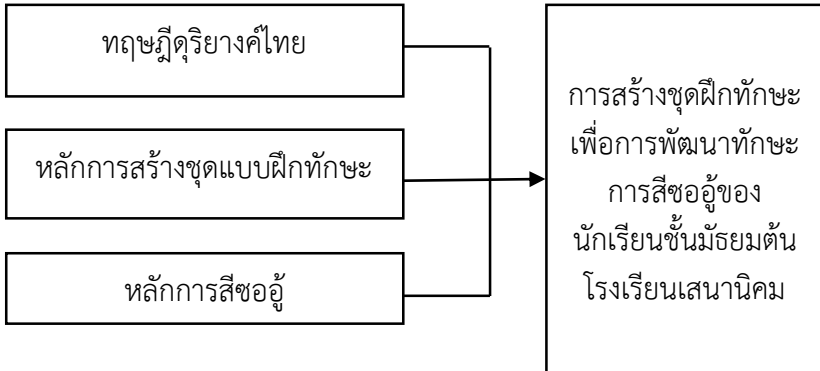 ทฤษฎีดุริยางค์ไทย
หลักการสร้างชุดแบบฝึกทักษะ
หลักการสีซออู้
การสร้างชุดฝึกทักษะ
เพื่อการพัฒนาทักษะ
การสีซออู้ของ
นักเรียนชั้นมัธยมต้น
โรงเรียนเสนานิคม